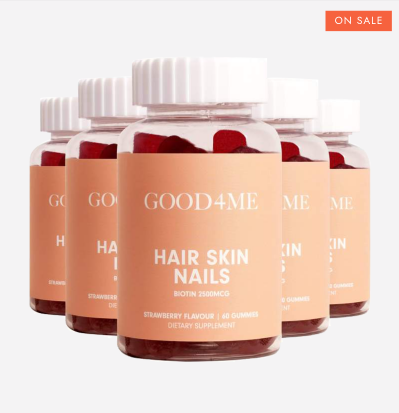 ON SALE
GOOD4ME
HAIR SKIN
NAILS
BIOTIN 2500MCG
STRAWBERRY FLAVOUR | 60 GUMMIES
DIETARY SUPPLEMENT